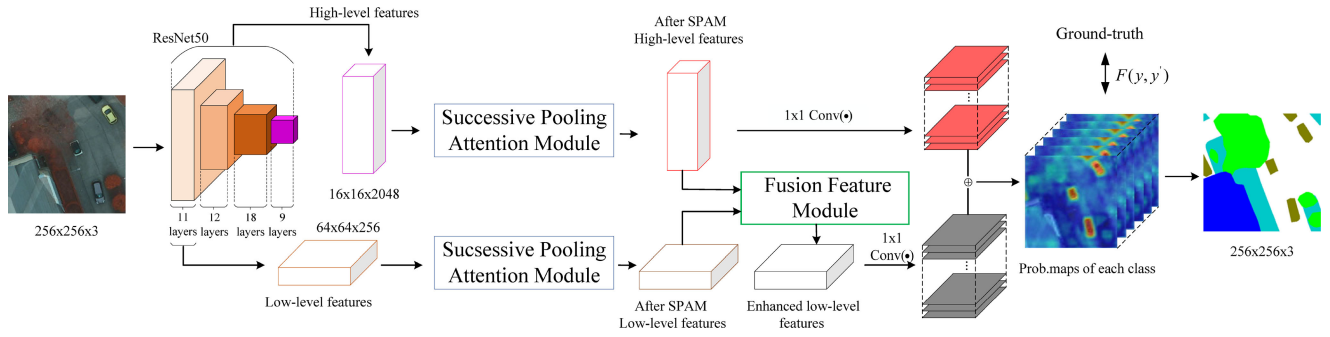 High-level features
ResNet50
11
layers
12
layers
18
layers
9
layers
256x256x3
16x16x2048
64x64x256
Low-level features
Successive Pooling
Attention Module
Sucsessive Pooling
Attention Module
After SPAM
High-level features
After SPAM
Low-level features
1x1 Conv(•)
Fusion Feature
Module
Enhanced low-level
features
1x1
Conv(•)
⊕
Ground-truth
F(y, y')
Prob.maps of each class
256x256x3